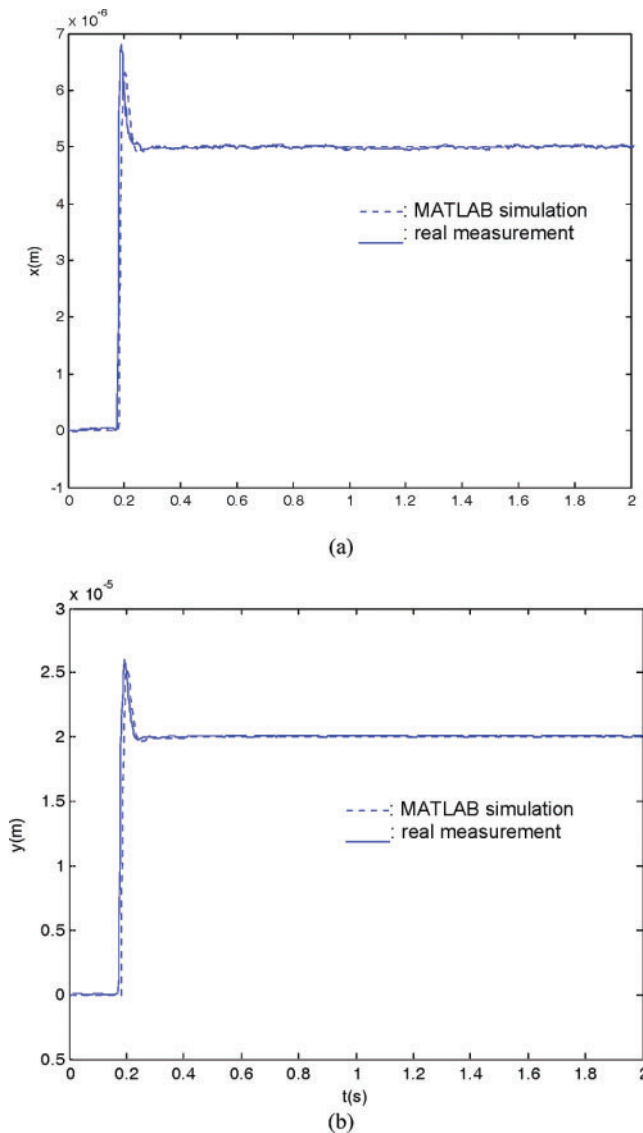 x 10-6
7
6
5
4
3
2
1
0
-1
x(m)
: MATLAB simulation
: real measurement
0 0.2 0.4 0.6 0.8 1 1.2 1.4 1.6 1.8 2
(a)
x 10-5
3
2.5
2
1.5
1
0.5
0
0.5
y(m)
: MATLAB simulation
: real measurement
0 0.2 0.4 0.6 0.8 1 1.2 1.4 1.6 1.8 2
t(s)
(b)